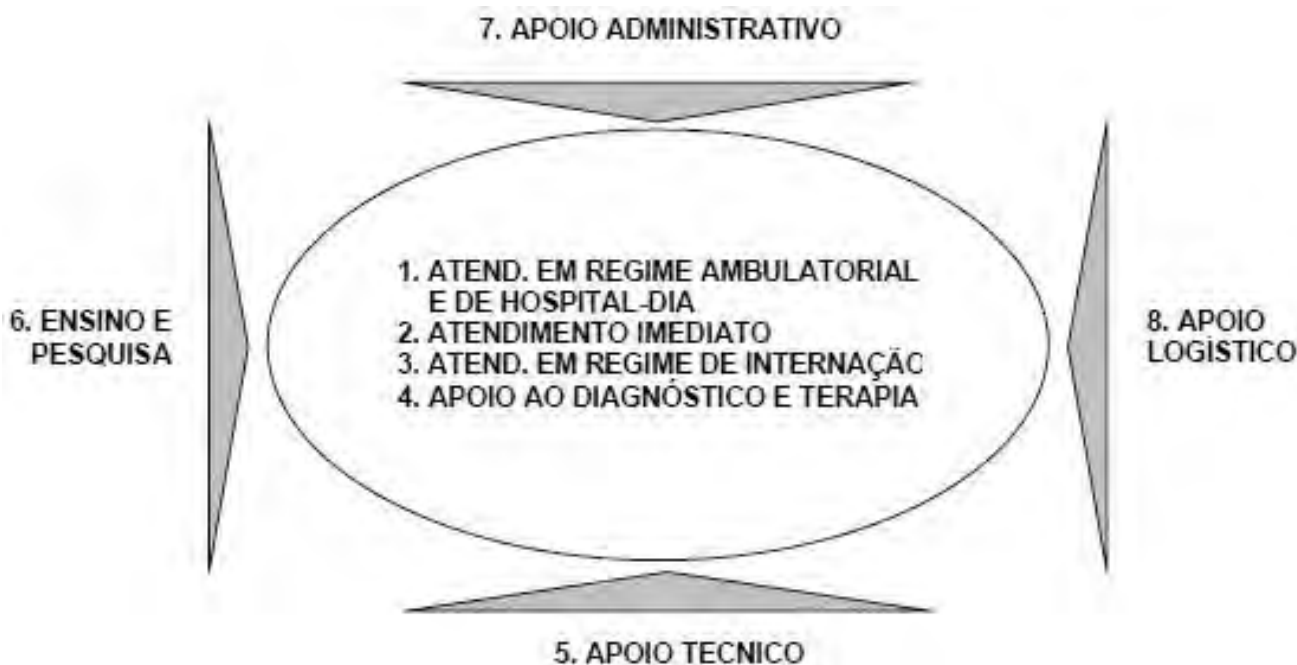 7. APOIO ADMINISTRATIVO
1. ATEND. EM REGIME AMBULATORIAL
E DE HOSPITAL-DIA
2. ATENDIMENTO IMEDIATO
3. ATEND. EM REGIME DE INTERNAÇÃO
4. APOIO AO DIAGNÓSTICO E TERAPIA
6. ENSINO E
PESQUISA
8. APOIO
LOGÍSTICO
5. APOIO TECNICO